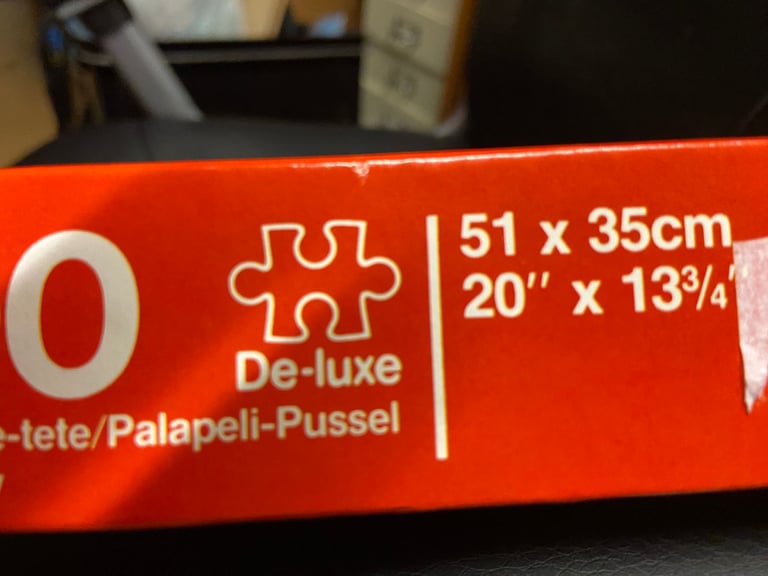 0
De-luxe
e-tete/Palapeli-Pussel
51 x 35cm
20" x 13¾"